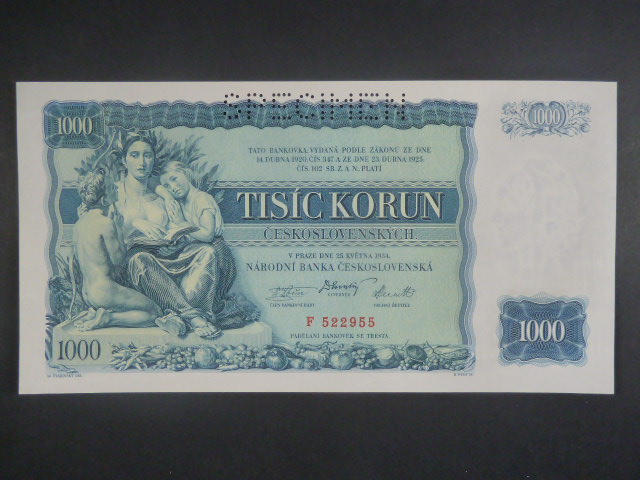 SPECIMEN
1000
1000
TATO BANKOVKA, VYDANÁ PODLE ZÁKONU ZE DNE
14. DUBNA 1920, ČÍS. 347 A ZE DNE 23. DUBNA 1925,
ČÍS. 102 SB. Z. A N., PLATÍ
TISÍC KORUN
ČESKOSLOVENSKÝCH.
V PRAZE DNE 25. KVĚTNA 1934.
NÁRODNÍ BANKA ČESKOSLOVENSKÁ
GUVERNÉR
F 522955
PADĚLÁNÍ BANKOVEK SE TRESTÁ.
1000
1000